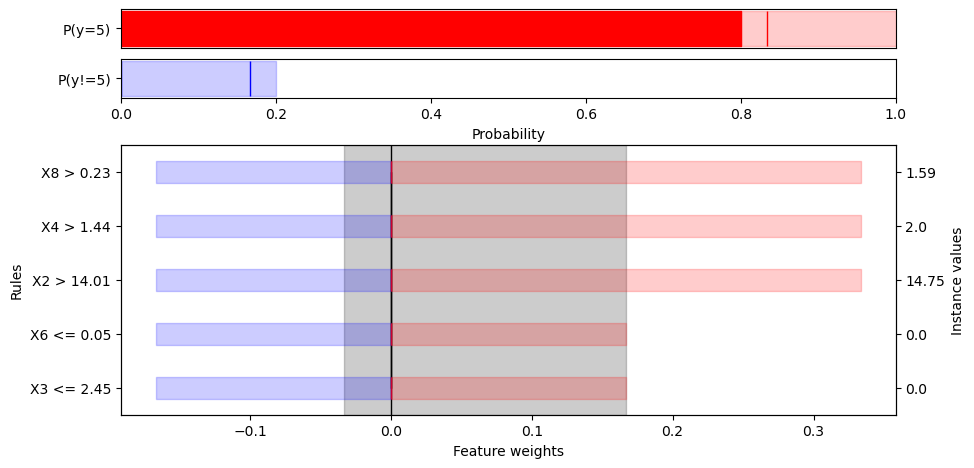 P(y=5)
P(y!=5)
0.0 0.2 0.4 0.6 0.8 1.0
Probability
X8 > 0.23 1.59
X4 > 1.44 2.0
X2 > 14.01 14.75
X6 <= 0.05 0.0
X3 <= 2.45 0.0
Rules
Instance values
−0.1 0.0 0.1 0.2 0.3
Feature weights